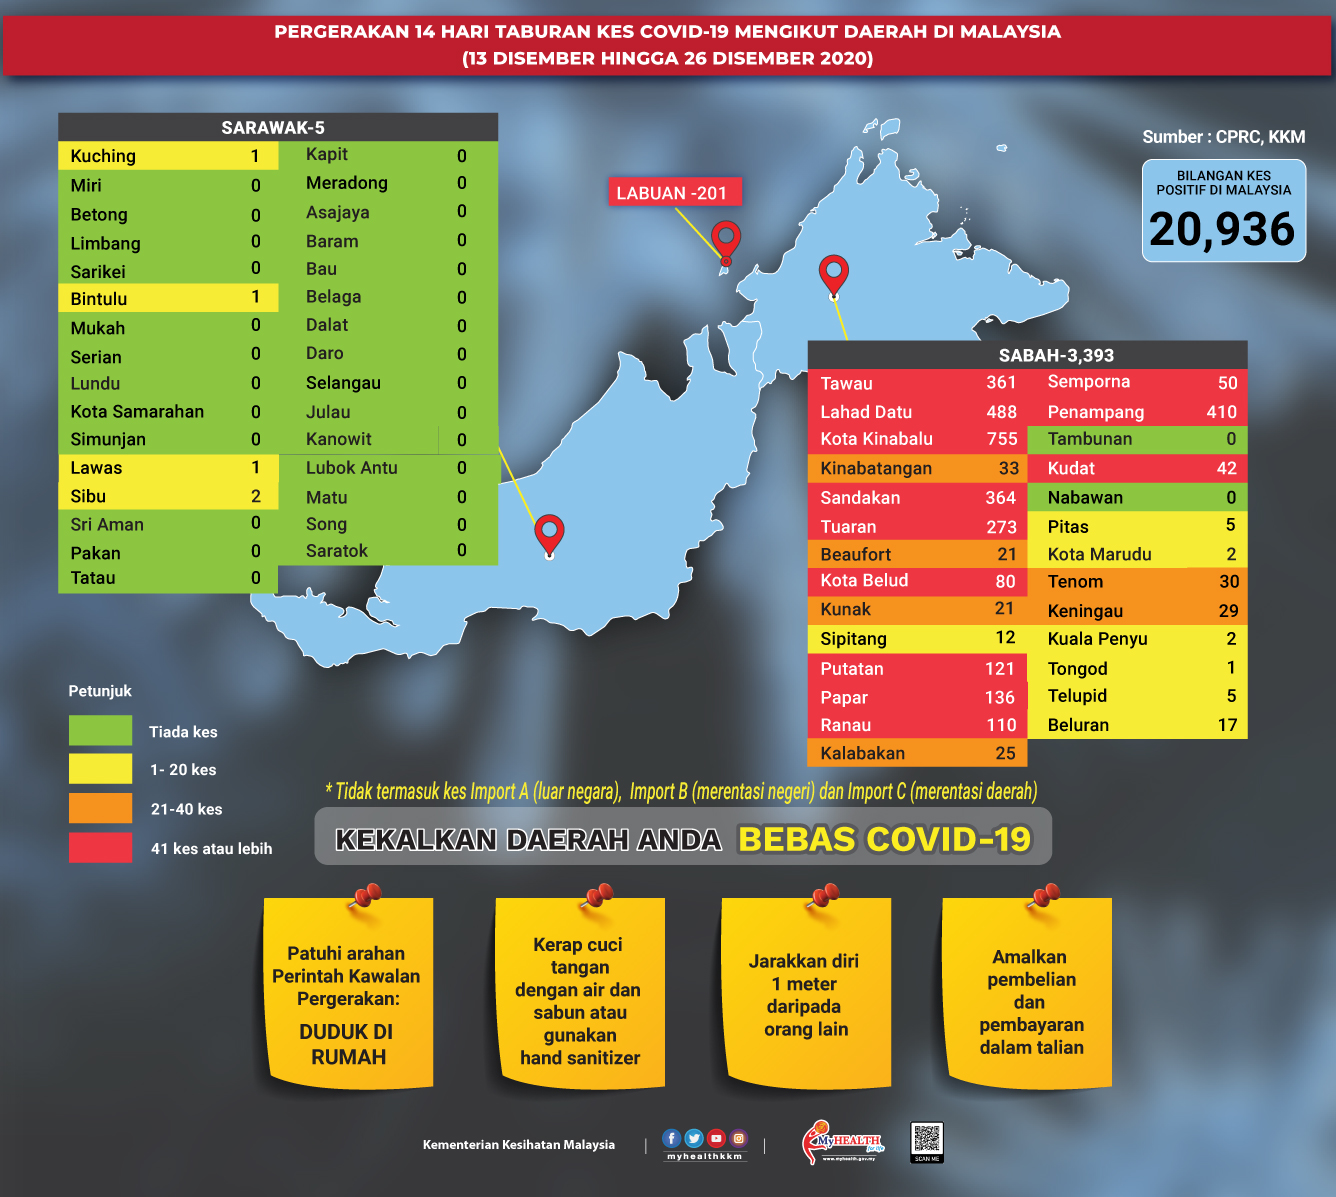 PERGERAKAN 14 HARI TABURAN KES COVID-19 MENGIKUT DAERAH DI MALAYSIA
(13 DISEMBER HINGGA 26 DISEMBER 2020)
SARAWAK-5
Kuching 1
Miri 0
Betong 0
Limbang 0
Sarikei 0
Bintulu 1
Mukah 0
Serian 0
Lundu 0
Kota Samarahan 0
Simunjan 0
Lawas 1
Sibu 2
Sri Aman 0
Pakan 0
Tatau 0
Kapit 0
Meradong 0
Asajaya 0
Baram 0
Bau 0
Belaga 0
Dalat 0
Daro 0
Selangau 0
Julau 0
Kanowit 0
Lubok Antu 0
Matu 0
Song 0
Saratok 0
LABUAN -201
Sumber : CPRC, KKM
BILANGAN KES
POSITIF DI MALAYSIA
20,936
SABAH-3,393
Tawau 361
Lahad Datu 488
Kota Kinabalu 755
Kinabatangan 33
Sandakan 364
Tuaran 273
Beaufort 21
Kota Belud 80
Kunak 21
Sipitang 12
Putatan 121
Papar 136
Ranau 110
Kalabakan 25
Semporna 50
Penampang 410
Tambunan 0
Kudat 42
Nabawan 0
Pitas 5
Kota Marudu 2
Tenom 30
Keningau 29
Kuala Penyu 2
Tongod 1
Telupid 5
Beluran 17
Petunjuk
Tiada kes
1- 20 kes
21-40 kes
41 kes atau lebih
* Tidak termasuk kes Import A (luar negara), Import B (merentasi negeri) dan Import C (merentasi daerah)
KEKALKAN DAERAH ANDA BEBAS COVID-19
Patuhi arahan
Perintah Kawalan
Pergerakan:
DUDUK DI
RUMAH
Kerap cuci
tangan
dengan air dan
sabun atau
gunakan
hand sanitizer
Jarakkan diri
1 meter
daripada
orang lain
Amalkan
pembelian
dan
pembayaran
dalam talian
Kementerian Kesihatan Malaysia
myhealthkkm
MyHEALTH
for life
www.myhealth.gov.my
SCAN ME